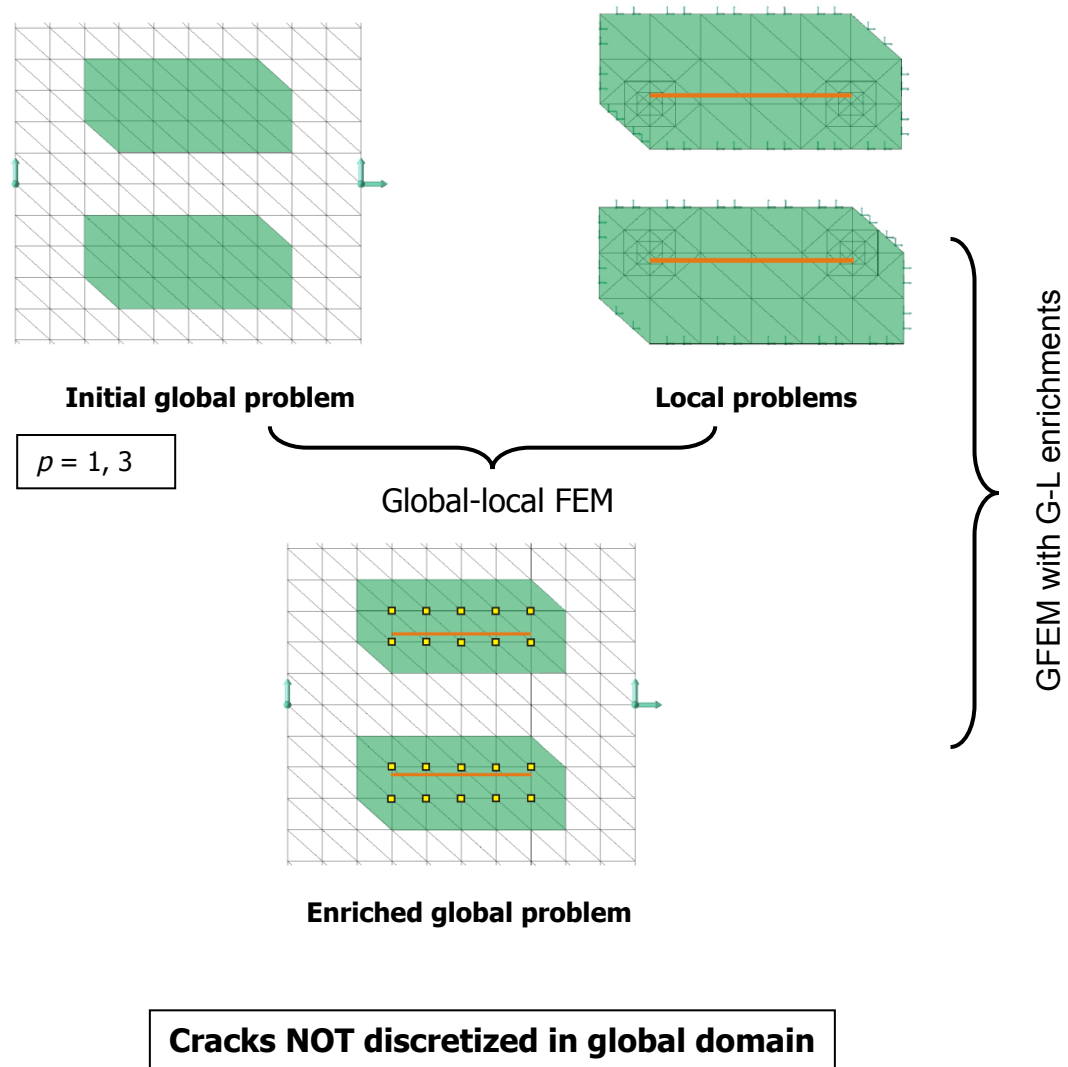 Initial global problem
Local problems
p = 1, 3
Global-local FEM
GFEM with G-L enrichments
Enriched global problem
Cracks NOT discretized in global domain